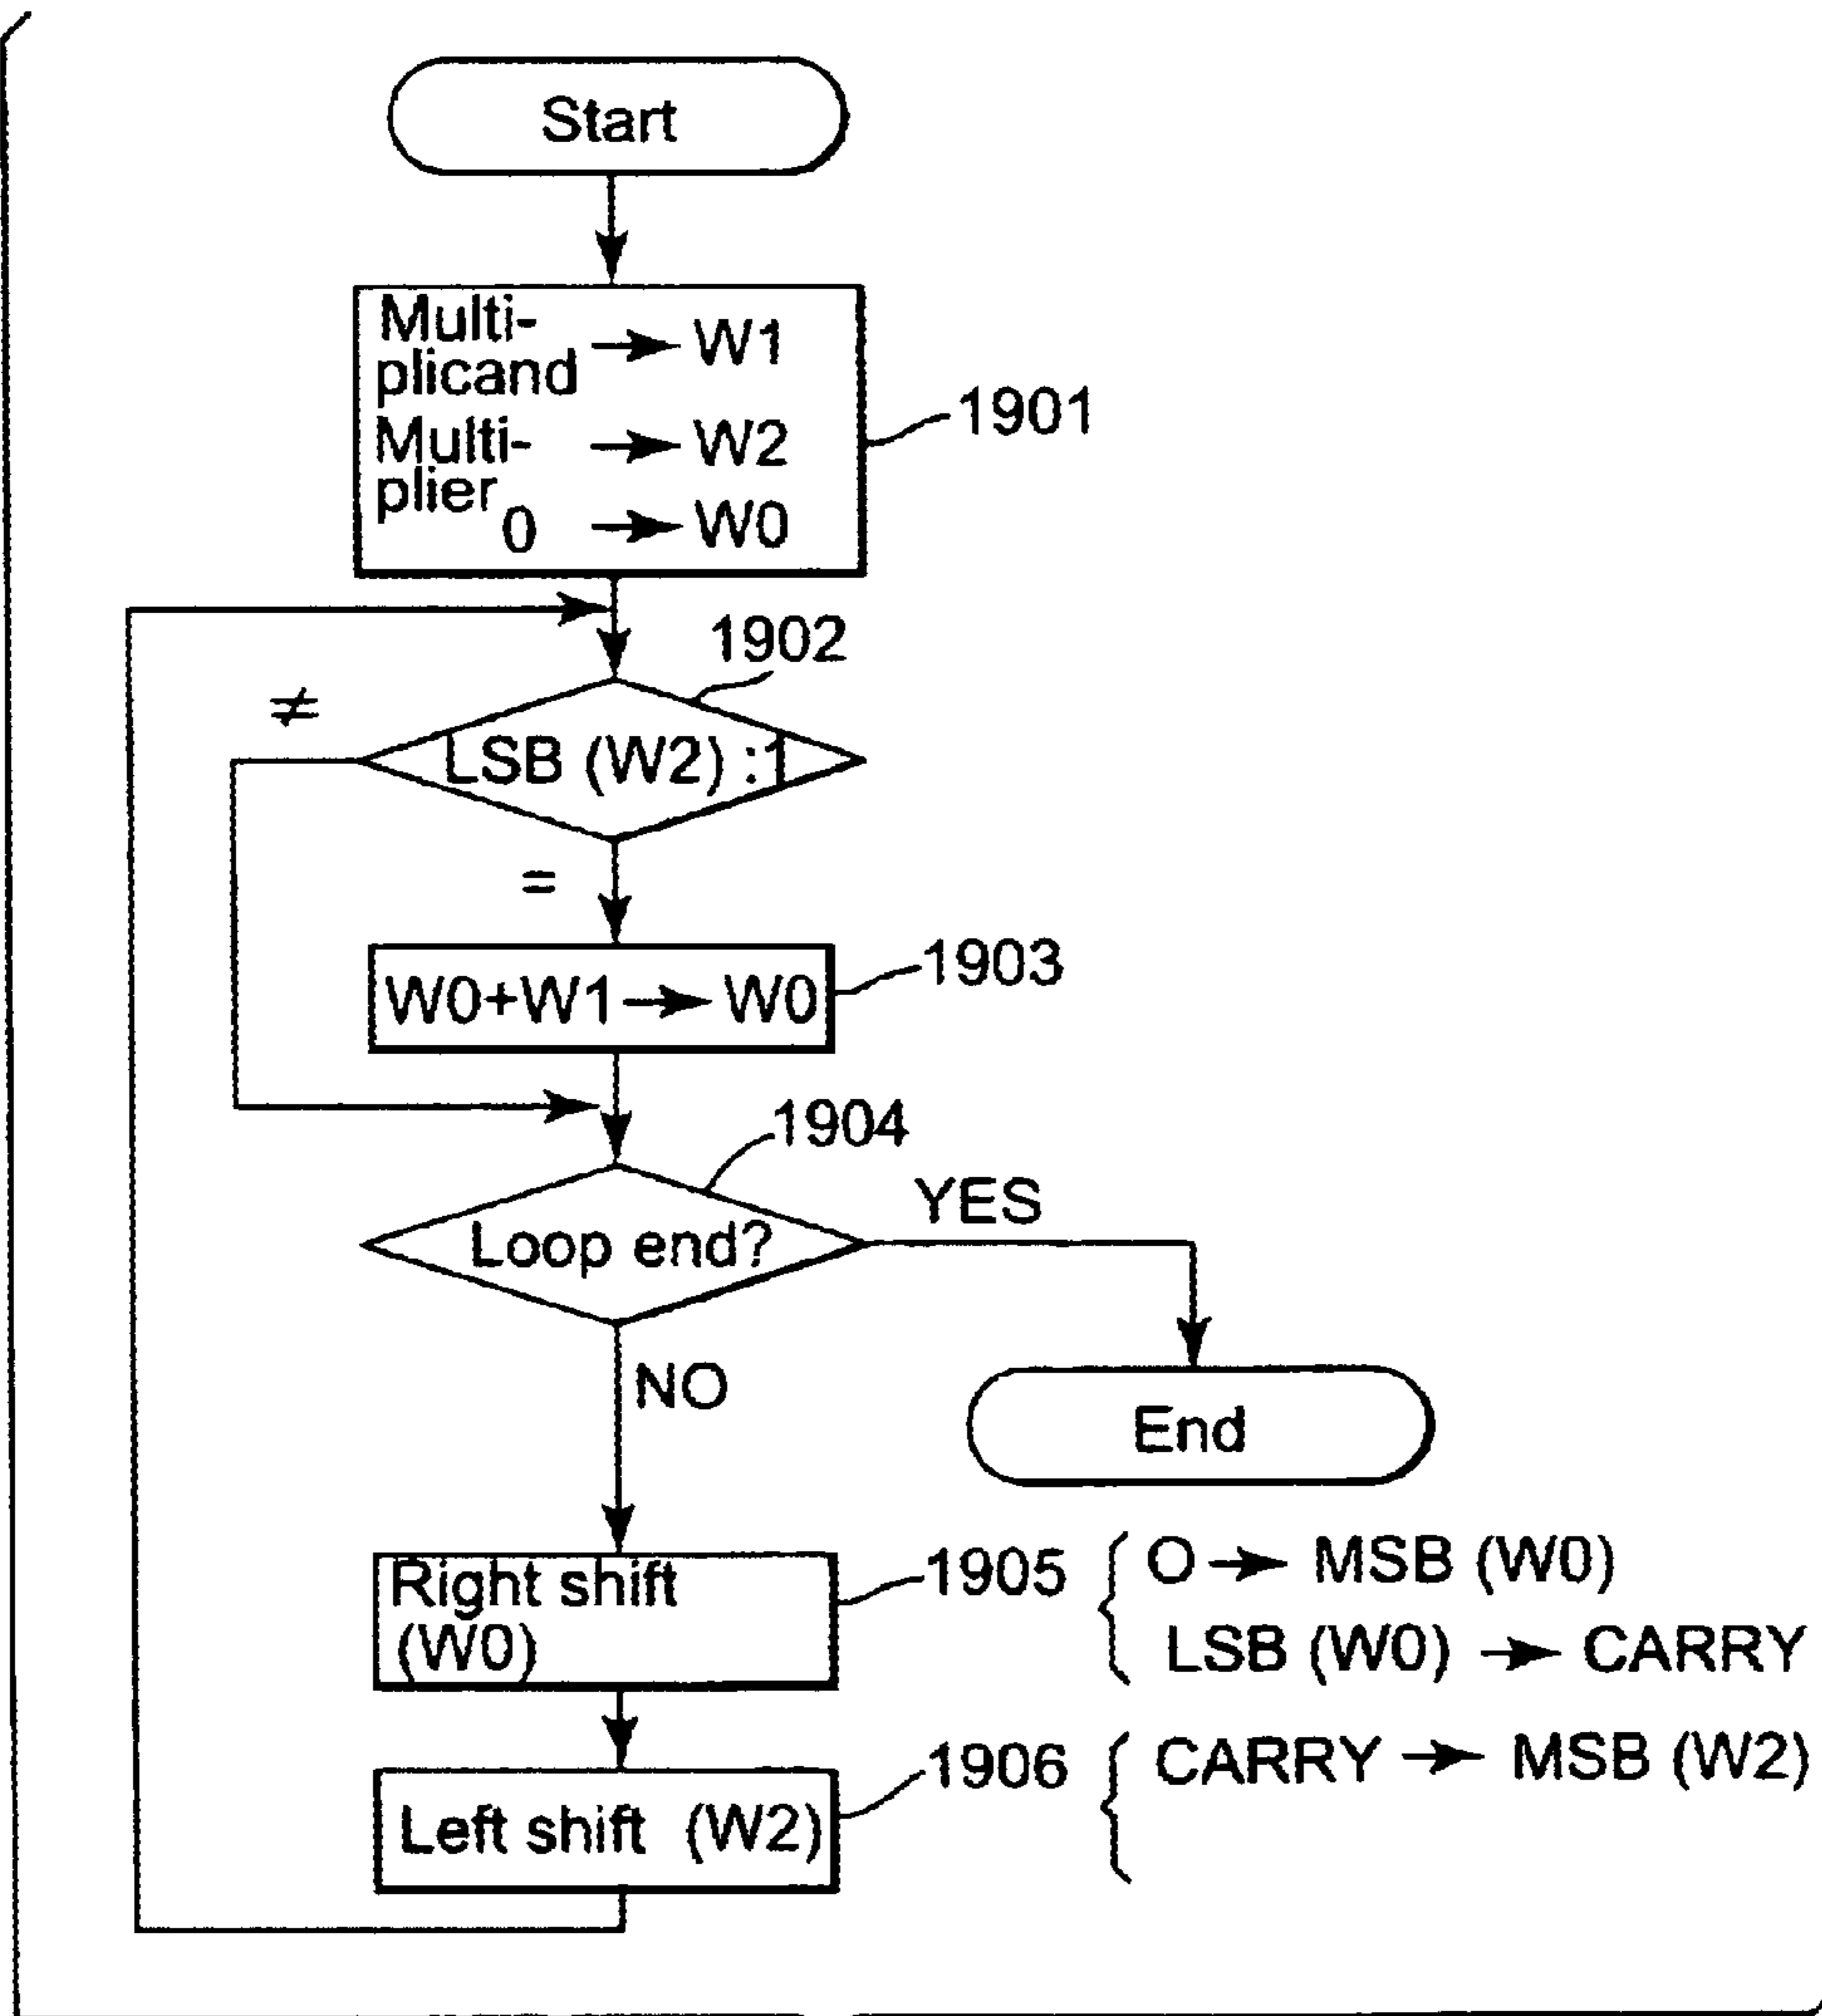 Start
Multi-
plicand → W1
Multi-
plier → W2
0 → W0
1901
1902
≠
LSB (W2) :1
=
W0+W1 → W0
1903
1904
Loop end?
YES
NO
End
Right shift
(W0)
1905
O → MSB (W0)
LSB (W0) → CARRY
Left shift (W2)
1906
CARRY → MSB (W2)